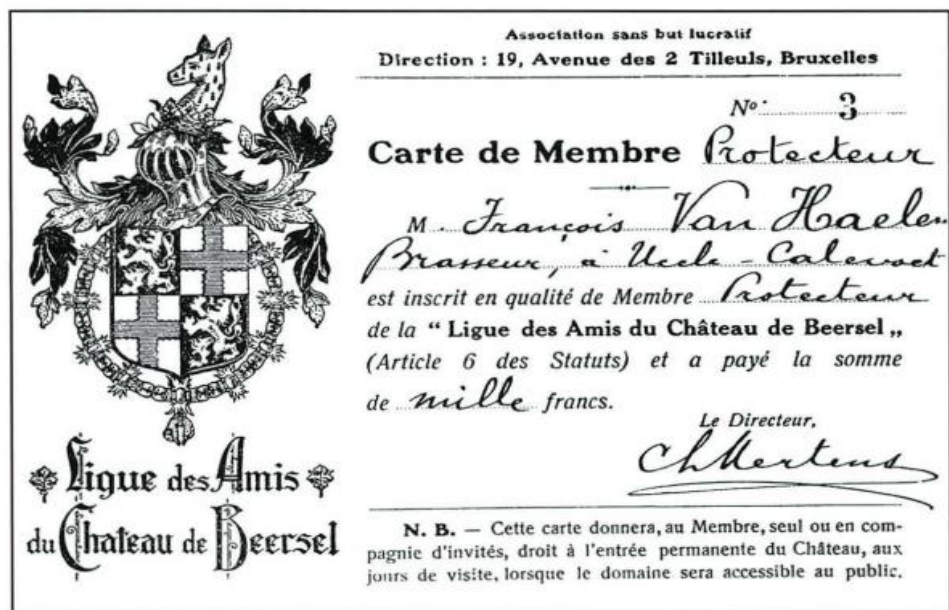 Association sans but lucratif
Direction : 19, Avenue des 2 Tilleuls, Bruxelles
No. 3
Carte de Membre Protecteur
M. François Van Haelen
Brasseur, à Uccle - Calevoet
est inscrit en qualité de Membre Protecteur
de la “ Ligue des Amis du Château de Beersel „
(Article 6 des Statuts) et a payé la somme
de mille francs.
Le Directeur,
Ch Mertens
N. B. — Cette carte donnera, au Membre, seul ou en com-
pagnie d'invités, droit à l'entrée permanente du Château, aux
jours de visite, lorsque le domaine sera accessible au public.
Ligue des Amis
du Chateau de Beersel